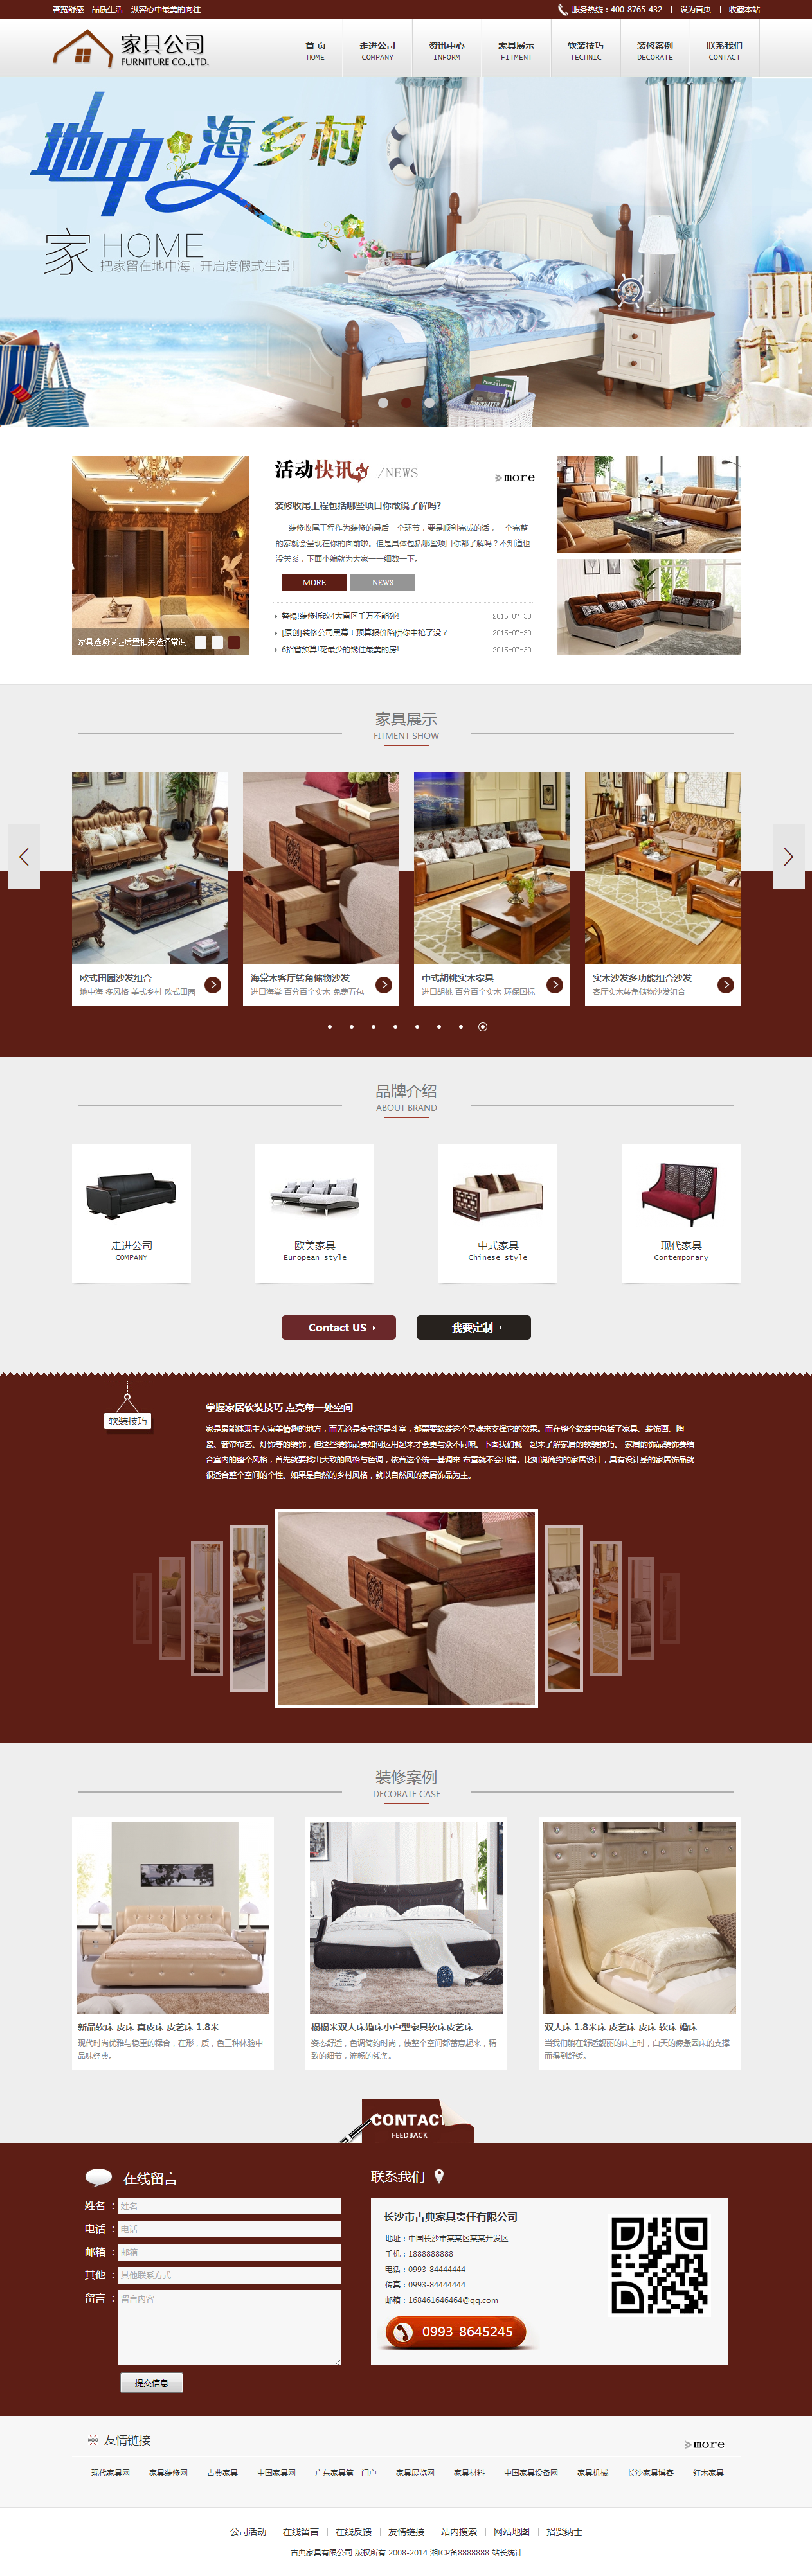 奢宽舒感 - 品质生活 - 纵容心中最美的向往
服务热线：400-8765-432 | 设为首页 | 收藏本站
家具公司
FURNITURE CO.,LTD.
首 页 走进公司 资讯中心 家具展示 软装技巧 装修案例 联系我们
HOME COMPANY INFORM FITMENT TECHNIC DECORATE CONTACT
地中海乡村
家 HOME
把家留在地中海，开启度假式生活！
活动快讯 /NEWS
more
装修收尾工程包括哪些项目你敢说了解吗?
装修收尾工程作为装修的最后一个环节，要是顺利完成的话，一个完整
的家就会呈现在你的面前啦。但是具体包括哪些项目你都了解吗？不知道也
没关系，下面小编就为大家一一细数一下。
MORE NEWS
警惕!装修拆改4大雷区千万不能碰! 2015-07-30
[原创]装修公司黑幕！预算报价陷阱你中枪了没？ 2015-07-30
6招省预算!花最少的钱住最美的房! 2015-07-30
家具选购保证质量相关选择常识
家具展示
FITMENT SHOW
欧式田园沙发组合
地中海 多风格 美式乡村 欧式田园
海棠木客厅转角储物沙发
进口海棠 百分百全实木 免费五包
中式胡桃实木家具
进口胡桃 百分百全实木 环保国标
实木沙发多功能组合沙发
客厅实木转角储物沙发组合
品牌介绍
ABOUT BRAND
走进公司 欧美家具 中式家具 现代家具
COMPANY European style Chinese style Contemporary
Contact US 我要定制
软装技巧
掌握家居软装技巧 点亮每一处空间
家是最能体现主人审美情趣的地方，而无论是豪宅还是斗室，都需要软装这个灵魂来支撑它的效果。而在整个软装中包括了家具、装饰画、陶
瓷、窗帘布艺、灯饰等的装饰，但这些装饰品要如何运用起来才会更与众不同呢。下面我们就一起来了解家居的软装技巧。 家居的饰品装饰要结
合室内的整个风格，首先就要找出大致的风格与色调，依着这个统一基调来 布置就不会出错。比如说简约的家居设计，具有设计感的家居饰品就
很适合整个空间的个性。如果是自然的乡村风格，就以自然风的家居饰品为主。
装修案例
DECORATE CASE
新品软床 皮床 真皮床 皮艺床 1.8米
现代时尚优雅与稳重的糅合，在形，质，色三种体验中
品味经典。
榻榻米双人床婚床小户型家具软床皮艺床
姿态舒适，色调简约时尚，使整个空间都蓄意起来，精
致的细节，流畅的线条。
双人床 1.8米床 皮艺床 皮床 软床 婚床
当我们躺在舒适靓丽的床上时，白天的疲惫因床的支撑
而得到舒缓。
CONTACT
FEEDBACK
在线留言
姓名 ： 姓名
电话 ： 电话
邮箱 ： 邮箱
其他 ： 其他联系方式
留言 ： 留言内容
提交信息
联系我们
长沙市古典家具责任有限公司
地址：中国长沙市某某区某某开发区
手机：1888888888
电话：0993-84444444
传真：0993-84444444
邮箱：168461646464@qq.com
0993-8645245
友情链接
more
现代家具网 家具装修网 古典家具 中国家具网 广东家具第一门户 家具展览网 家具材料 中国家具设备网 家具机械 长沙家具博客 红木家具
公司活动 | 在线留言 | 在线反馈 | 友情链接 | 站内搜索 | 网站地图 | 招贤纳士
古典家具有限公司 版权所有 2008-2014 湘ICP备8888888 站长统计